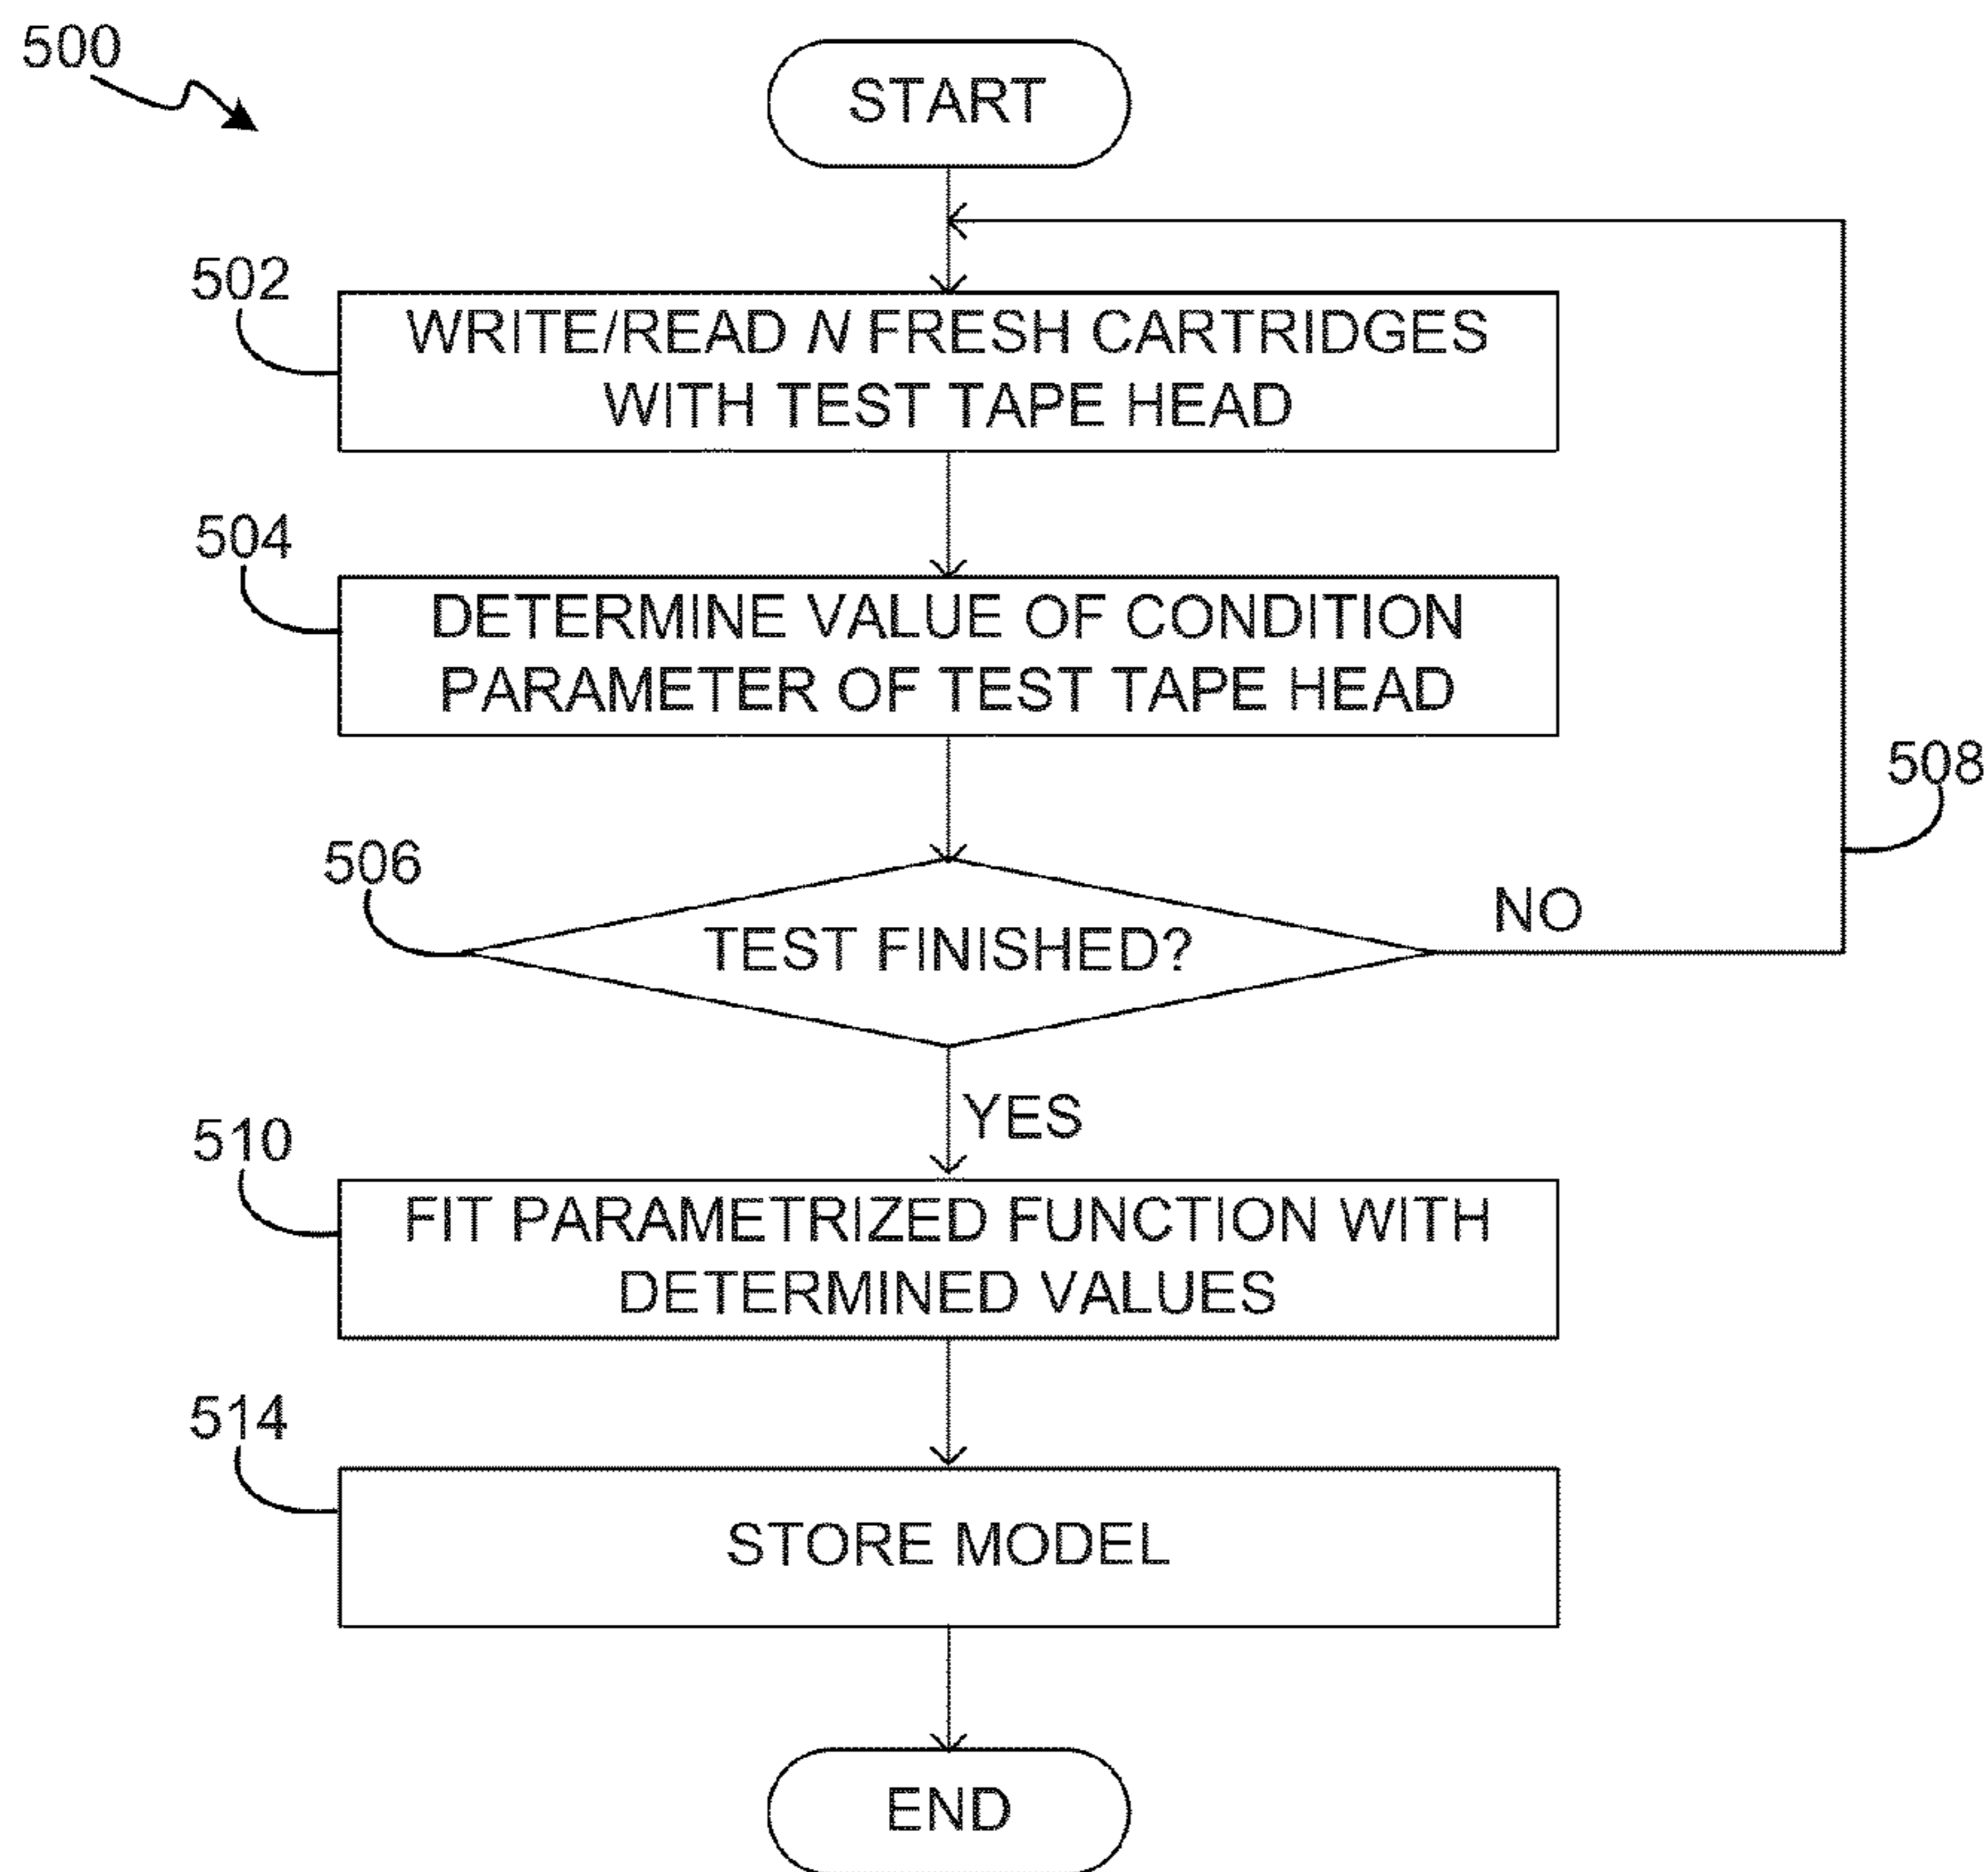 500
START
502
WRITE/READ N FRESH CARTRIDGES
WITH TEST TAPE HEAD
504
DETERMINE VALUE OF CONDITION
PARAMETER OF TEST TAPE HEAD
508
506
TEST FINISHED?
NO
YES
510
FIT PARAMETRIZED FUNCTION WITH
DETERMINED VALUES
514
STORE MODEL
END